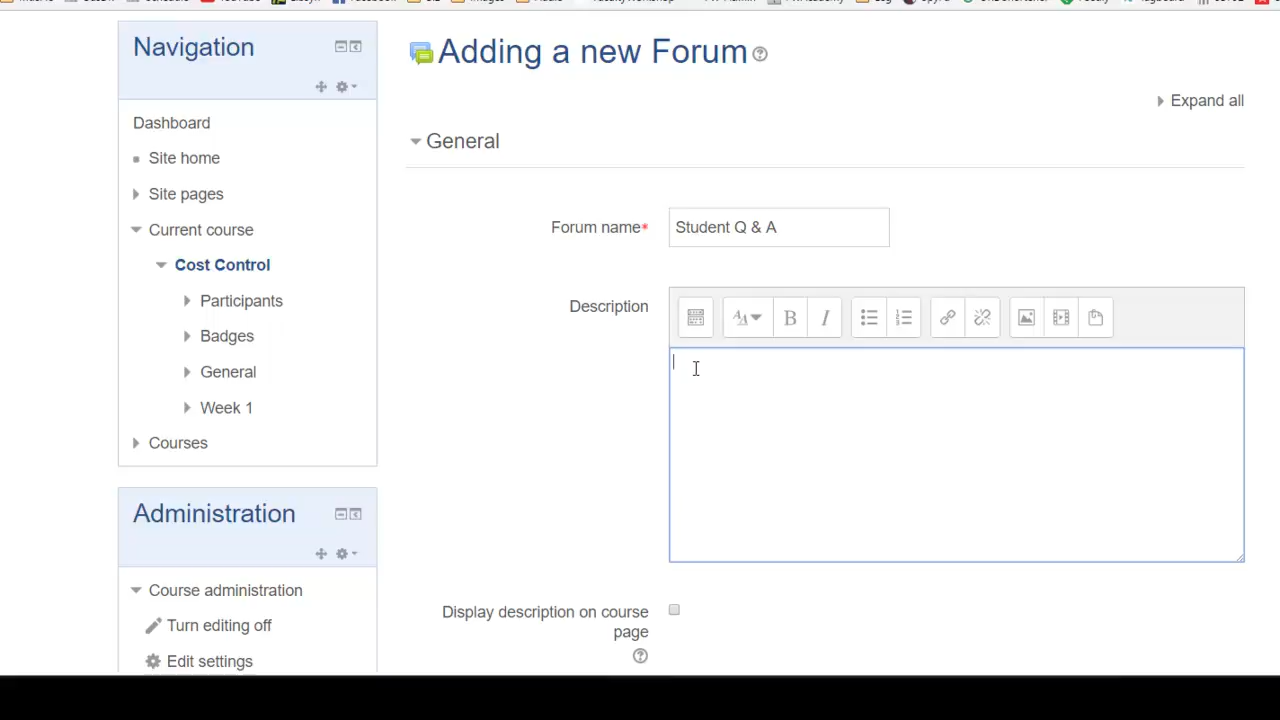 Navigation
Dashboard
Site home
Site pages
Current course
Cost Control
Participants
Badges
General
Week 1
Courses
Administration
Course administration
Turn editing off
Edit settings
Adding a new Forum
Expand all
General
Forum name*
Student Q & A
Description
Display description on course
page